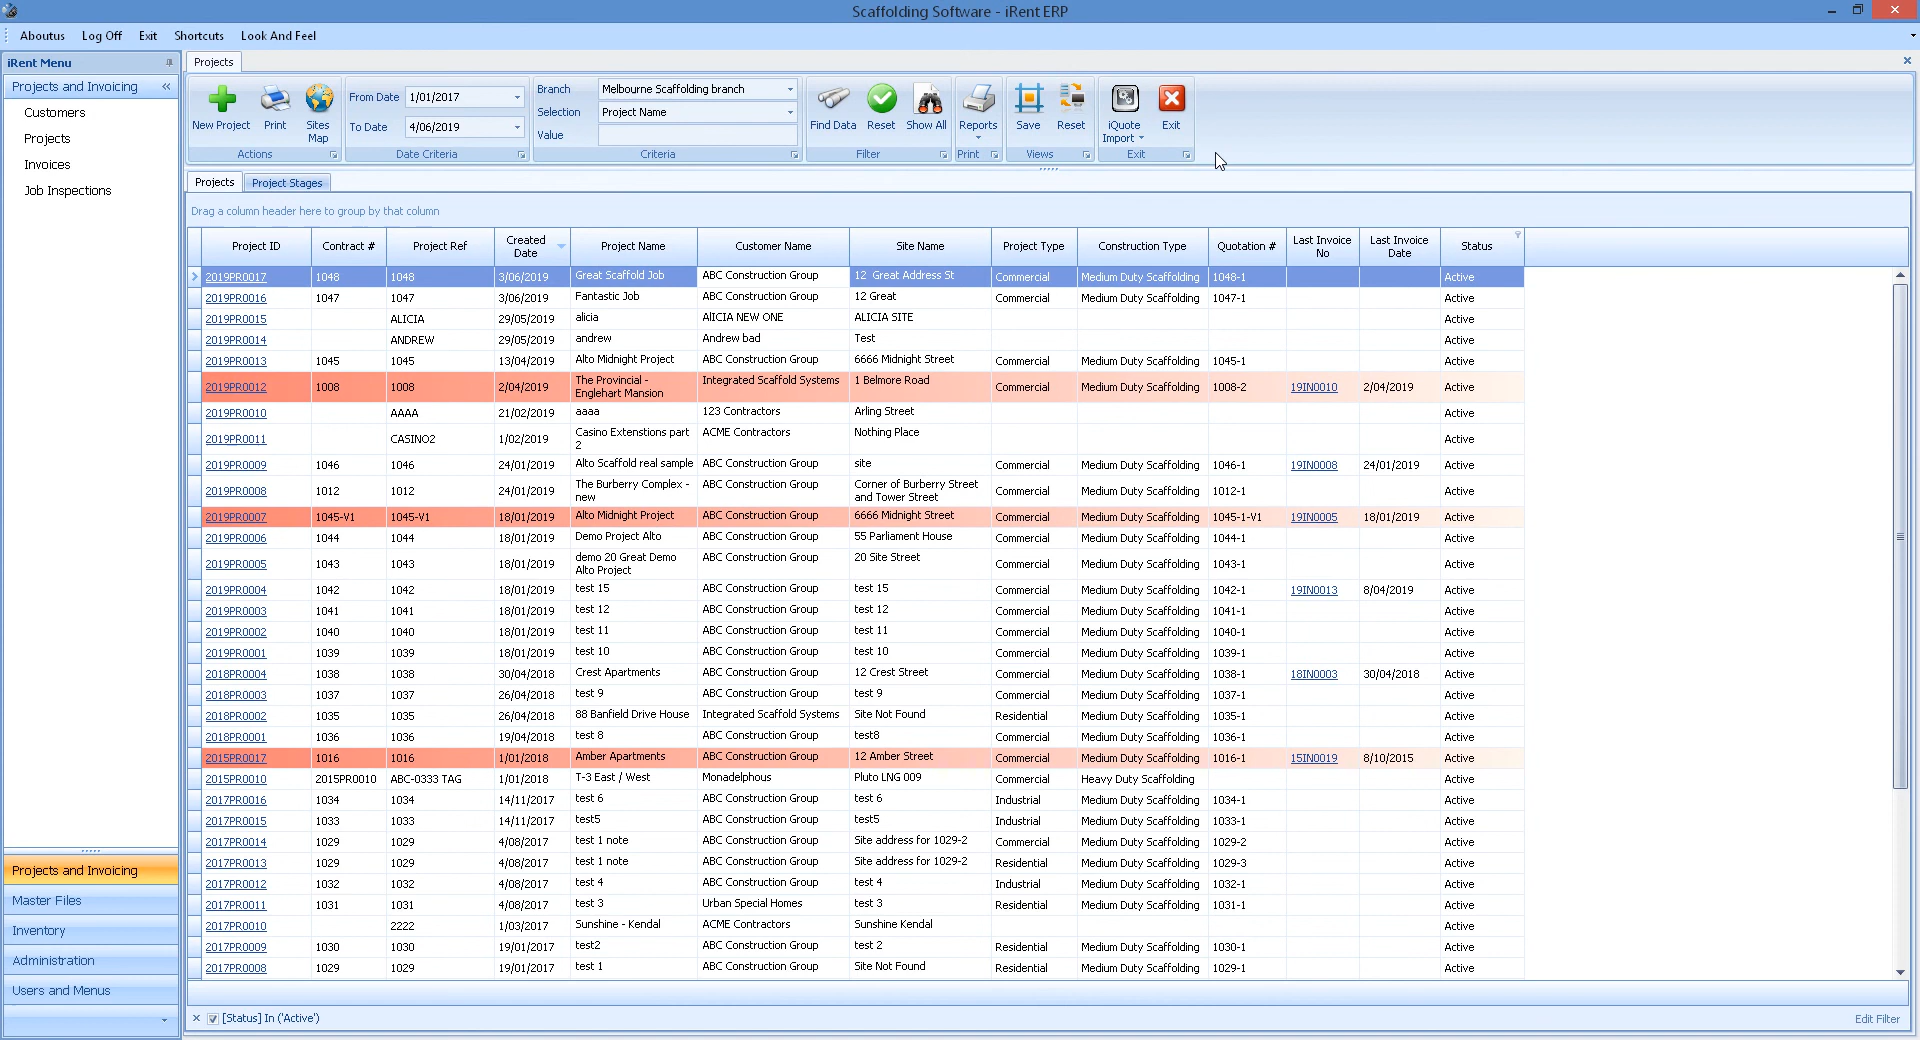 Scaffolding Software - iRent ERP
Aboutus Log Off Exit Shortcuts Look And Feel
iRent Menu
Projects and Invoicing
Customers
Projects
Invoices
Job Inspections
Projects and Invoicing
Master Files
Inventory
Administration
Users and Menus
Projects
New Project Print Sites Map
Actions
From Date 1/01/2017
To Date 4/06/2019
Date Criteria
Branch Melbourne Scaffolding branch
Selection Project Name
Value
Criteria
Find Data Reset Show All
Filter
Reports
Print
Save Reset
Views
iQuote Import Exit
Exit
Projects Project Stages
Drag a column header here to group by that column
Project ID Contract # Project Ref Created Date Project Name Customer Name Site Name Project Type Construction Type Quotation # Last Invoice No Last Invoice Date Status
2019PR0017 1048 1048 3/06/2019 Great Scaffold Job ABC Construction Group 12 Great Address St Commercial Medium Duty Scaffolding 1048-1 Active
2019PR0016 1047 1047 3/06/2019 Fantastic Job ABC Construction Group 12 Great Commercial Medium Duty Scaffolding 1047-1 Active
2019PR0015 ALICIA 29/05/2019 alicia AlICIA NEW ONE ALICIA SITE Active
2019PR0014 ANDREW 29/05/2019 andrew Andrew bad Test Active
2019PR0013 1045 1045 13/04/2019 Alto Midnight Project ABC Construction Group 6666 Midnight Street Commercial Medium Duty Scaffolding 1045-1 Active
2019PR0012 1008 1008 2/04/2019 The Provincial - Englehart Mansion Integrated Scaffold Systems 1 Belmore Road Commercial Medium Duty Scaffolding 1008-2 19IN0010 2/04/2019 Active
2019PR0010 AAAA 21/02/2019 aaaa 123 Contractors Arling Street Active
2019PR0011 CASINO2 1/02/2019 Casino Extenstions part 2 ACME Contractors Nothing Place Active
2019PR0009 1046 1046 24/01/2019 Alto Scaffold real sample ABC Construction Group site Commercial Medium Duty Scaffolding 1046-1 19IN0008 24/01/2019 Active
2019PR0008 1012 1012 24/01/2019 The Burberry Complex - new ABC Construction Group Corner of Burberry Street and Tower Street Commercial Medium Duty Scaffolding 1012-1 Active
2019PR0007 1045-V1 1045-V1 18/01/2019 Alto Midnight Project ABC Construction Group 6666 Midnight Street Commercial Medium Duty Scaffolding 1045-1-V1 19IN0005 18/01/2019 Active
2019PR0006 1044 1044 18/01/2019 Demo Project Alto ABC Construction Group 55 Parliament House Commercial Medium Duty Scaffolding 1044-1 Active
2019PR0005 1043 1043 18/01/2019 demo 20 Great Demo Alto Project ABC Construction Group 20 Site Street Commercial Medium Duty Scaffolding 1043-1 Active
2019PR0004 1042 1042 18/01/2019 test 15 ABC Construction Group test 15 Commercial Medium Duty Scaffolding 1042-1 19IN0013 8/04/2019 Active
2019PR0003 1041 1041 18/01/2019 test 12 ABC Construction Group test 12 Commercial Medium Duty Scaffolding 1041-1 Active
2019PR0002 1040 1040 18/01/2019 test 11 ABC Construction Group test 11 Commercial Medium Duty Scaffolding 1040-1 Active
2019PR0001 1039 1039 18/01/2019 test 10 ABC Construction Group test 10 Commercial Medium Duty Scaffolding 1039-1 Active
2018PR0004 1038 1038 30/04/2018 Crest Apartments ABC Construction Group 12 Crest Street Commercial Medium Duty Scaffolding 1038-1 18IN0003 30/04/2018 Active
2018PR0003 1037 1037 26/04/2018 test 9 ABC Construction Group test 9 Commercial Medium Duty Scaffolding 1037-1 Active
2018PR0002 1035 1035 26/04/2018 88 Banfield Drive House Integrated Scaffold Systems Site Not Found Residential Medium Duty Scaffolding 1035-1 Active
2018PR0001 1036 1036 19/04/2018 test 8 ABC Construction Group test8 Commercial Medium Duty Scaffolding 1036-1 Active
2015PR0017 1016 1016 1/01/2018 Amber Apartments ABC Construction Group 12 Amber Street Commercial Medium Duty Scaffolding 1016-1 15IN0019 8/10/2015 Active
2015PR0010 2015PR0010 ABC-0333 TAG 1/01/2018 T-3 East / West Monadelphous Pluto LNG 009 Commercial Heavy Duty Scaffolding Active
2017PR0016 1034 1034 14/11/2017 test 6 ABC Construction Group test 6 Industrial Medium Duty Scaffolding 1034-1 Active
2017PR0015 1033 1033 14/11/2017 test5 ABC Construction Group test5 Industrial Medium Duty Scaffolding 1033-1 Active
2017PR0014 1029 1029 4/08/2017 test 1 note ABC Construction Group Site address for 1029-2 Commercial Medium Duty Scaffolding 1029-2 Active
2017PR0013 1029 1029 4/08/2017 test 1 note ABC Construction Group Site address for 1029-2 Residential Medium Duty Scaffolding 1029-3 Active
2017PR0012 1032 1032 4/08/2017 test 4 ABC Construction Group test 4 Industrial Medium Duty Scaffolding 1032-1 Active
2017PR0011 1031 1031 4/08/2017 test 3 Urban Special Homes test 3 Residential Medium Duty Scaffolding 1031-1 Active
2017PR0010 2222 1/03/2017 Sunshine - Kendal ACME Contractors Sunshine Kendal Active
2017PR0009 1030 1030 19/01/2017 test2 ABC Construction Group test 2 Residential Medium Duty Scaffolding 1030-1 Active
2017PR0008 1029 1029 19/01/2017 test 1 ABC Construction Group Site Not Found Residential Medium Duty Scaffolding 1029-1 Active
[Status] In ('Active') Edit Filter